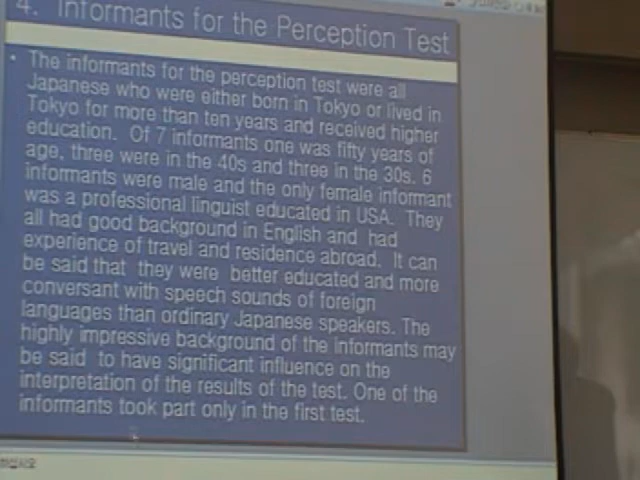 4. Informants for the Perception Test
• The informants for the perception test were all
Japanese who were either born in Tokyo or lived in
Tokyo for more than ten years and received higher
education. Of 7 informants one was fifty years of
age, three were in the 40s and three in the 30s. 6
informants were male and the only female informant
was a professional linguist educated in USA. They
all had good background in English and had
experience of travel and residence abroad. It can
be said that they were better educated and more
conversant with speech sounds of foreign
languages than ordinary Japanese speakers. The
highly impressive background of the informants may
be said to have significant influence on the
interpretation of the results of the test. One of the
informants took part only in the first test.